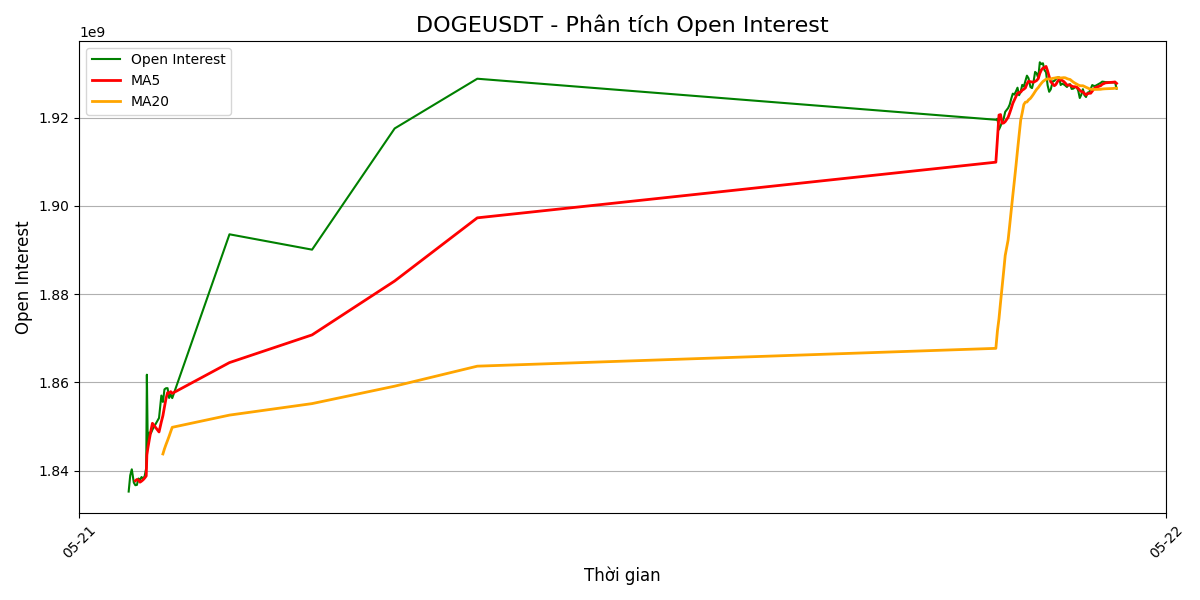 DOGEUSDT - Phân tích Open Interest
1e9
Open Interest
MA5
MA20
1.92
1.90
1.88
1.86
1.84
Open Interest
05-21
05-22
Thời gian